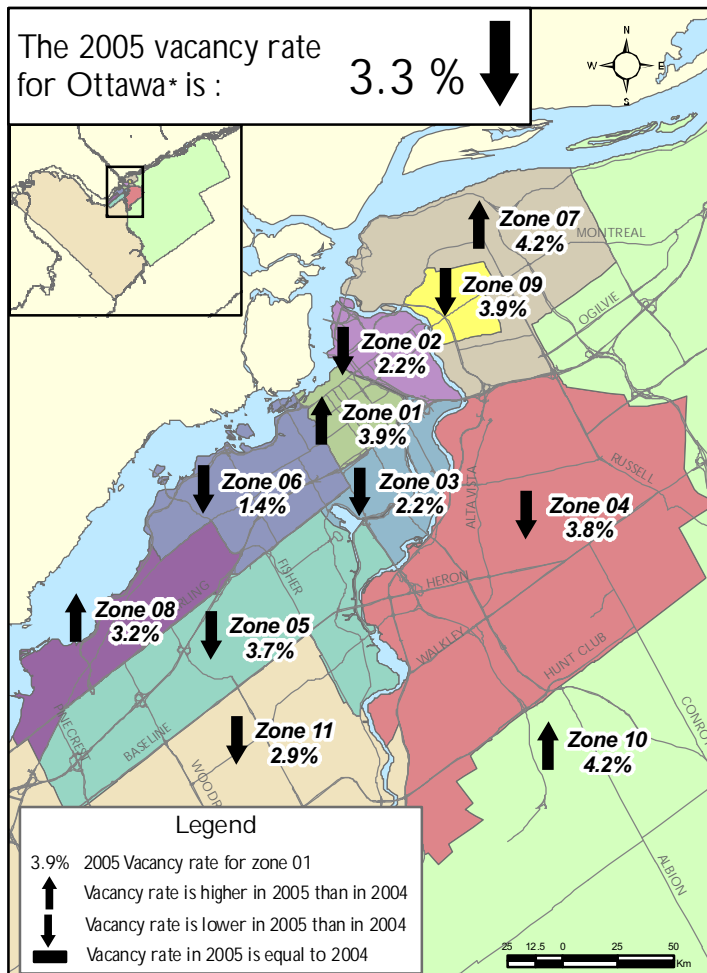 The 2005 vacancy rate
for Ottawa* is :
3.3 %
N
W
E
S
Zone 07
4.2%
MONTREAL
Zone 09
3.9%
OGILVIE
Zone 02
2.2%
Zone 01
3.9%
RUSSELL
Zone 06
1.4%
Zone 03
2.2%
ALTA VISTA
Zone 04
3.8%
FISHER
HERON
Zone 08
3.2%
Zone 05
3.7%
WALKLEY
HUNT CLUB
PINECREST
BASELINE
Zone 11
2.9%
Zone 10
4.2%
ALBION
Legend
3.9% 2005 Vacancy rate for zone 01
Vacancy rate is higher in 2005 than in 2004
Vacancy rate is lower in 2005 than in 2004
Vacancy rate in 2005 is equal to 2004
25 12.5 0 25 50
Km